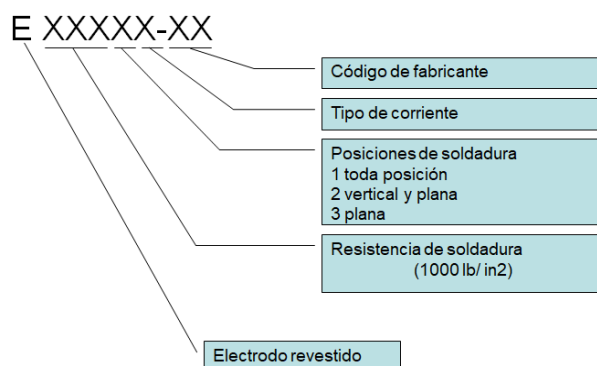 E XXXXX-XX
Código de fabricante
Tipo de corriente
Posiciones de soldadura
1 toda posición
2 vertical y plana
3 plana
Resistencia de soldadura
(1000 lb/ in2)
Electrodo revestido